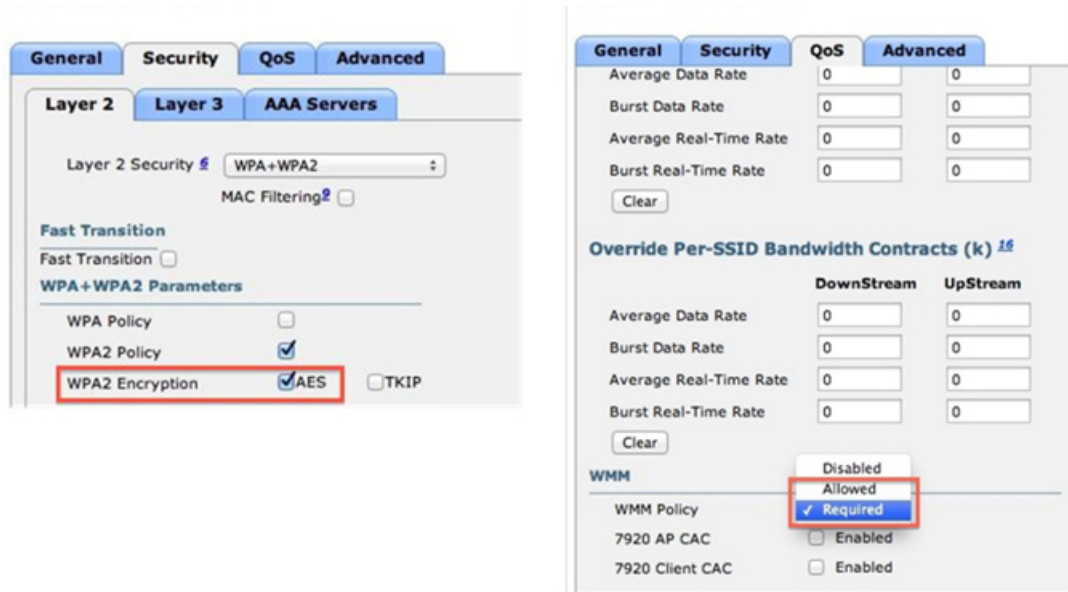 General Security QoS Advanced
Layer 2 Layer 3 AAA Servers
Layer 2 Security 6 WPA+WPA2
MAC Filtering 9
Fast Transition
Fast Transition
WPA+WPA2 Parameters
WPA Policy
WPA2 Policy
WPA2 Encryption AES TKIP
General Security QoS Advanced
Average Data Rate 0 0
Burst Data Rate 0 0
Average Real-Time Rate 0 0
Burst Real-Time Rate 0 0
Clear
Override Per-SSID Bandwidth Contracts (k) 16
DownStream UpStream
Average Data Rate 0 0
Burst Data Rate 0 0
Average Real-Time Rate 0 0
Burst Real-Time Rate 0 0
Clear
Disabled
WMM
Allowed
WMM Policy ✓ Required
7920 AP CAC Enabled
7920 Client CAC Enabled